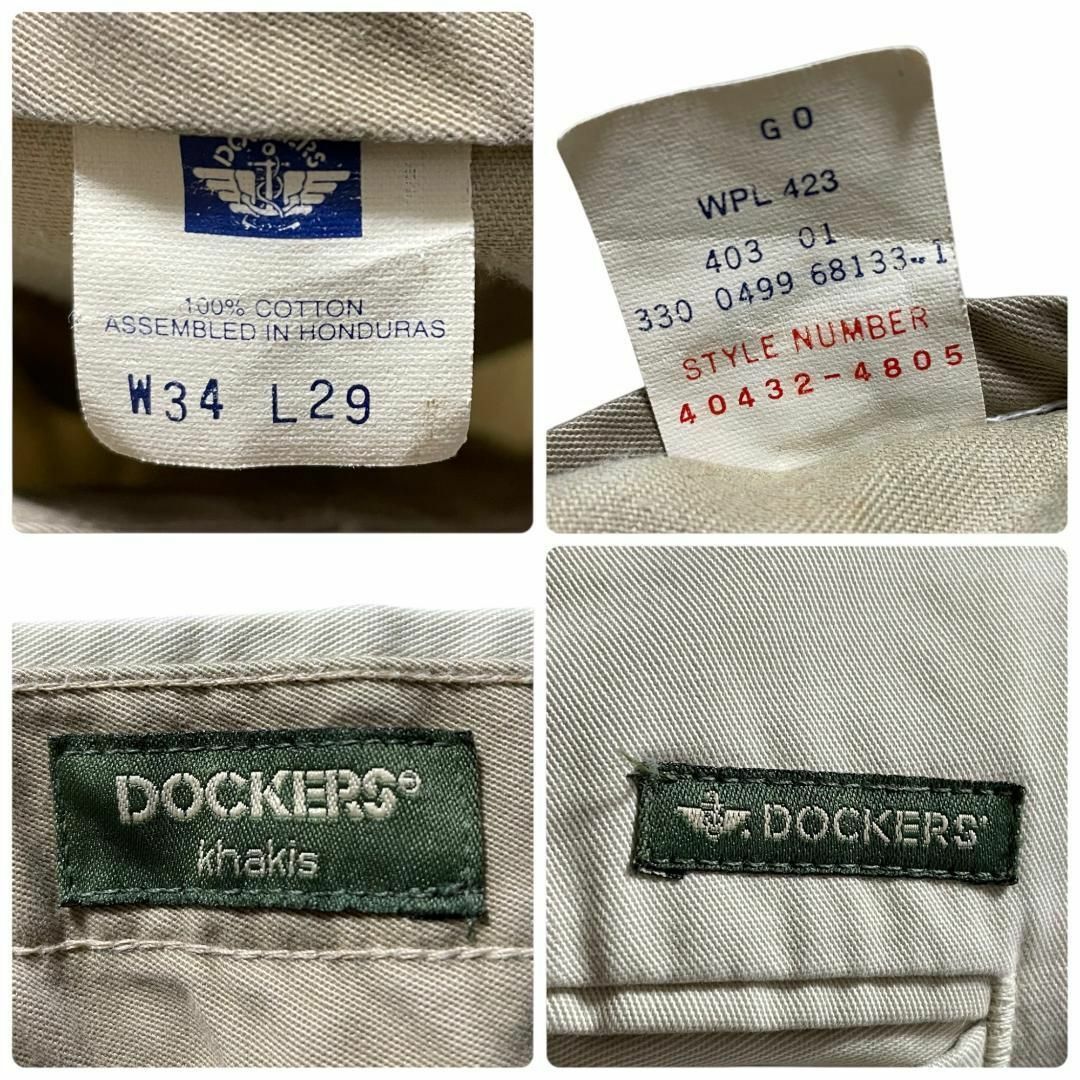 DOCKERS
100% COTTON
ASSEMBLED IN HONDURAS
W34 L29
GO
WPL 423
403 01
330 0499 68133-1
STYLE NUMBER
40432-4805
DOCKERS®
khakis
DOCKERS®